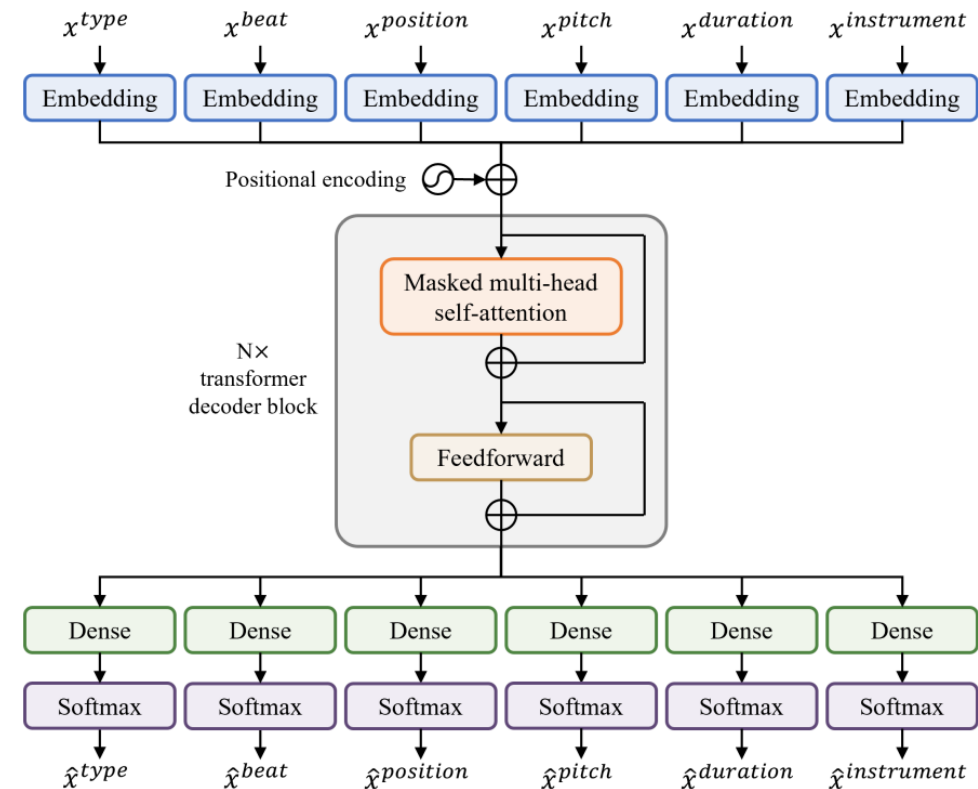 x^type x^beat x^position x^pitch x^duration x^instrument
Embedding Embedding Embedding Embedding Embedding Embedding
Positional encoding
Masked multi-head
self-attention
N×
transformer
decoder block
Feedforward
Dense Dense Dense Dense Dense Dense
Softmax Softmax Softmax Softmax Softmax Softmax
x̂^type x̂^beat x̂^position x̂^pitch x̂^duration x̂^instrument